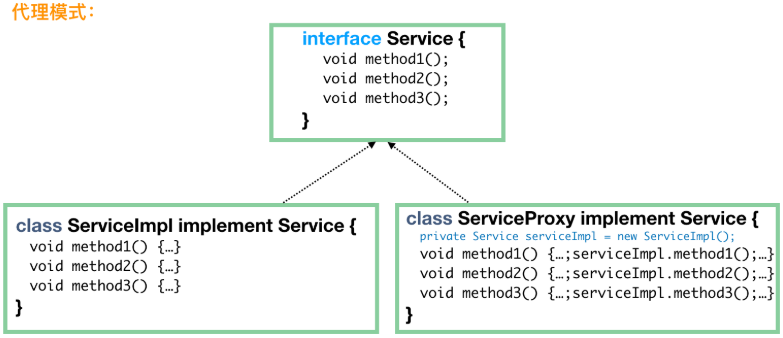 代理模式：
interface Service {
void method1();
void method2();
void method3();
}
class ServiceImpl implement Service {
void method1() {…}
void method2() {…}
void method3() {…}
}
class ServiceProxy implement Service {
private Service serviceImpl = new ServiceImpl();
void method1() {…;serviceImpl.method1();…}
void method2() {…;serviceImpl.method2();…}
void method3() {…;serviceImpl.method3();…}
}